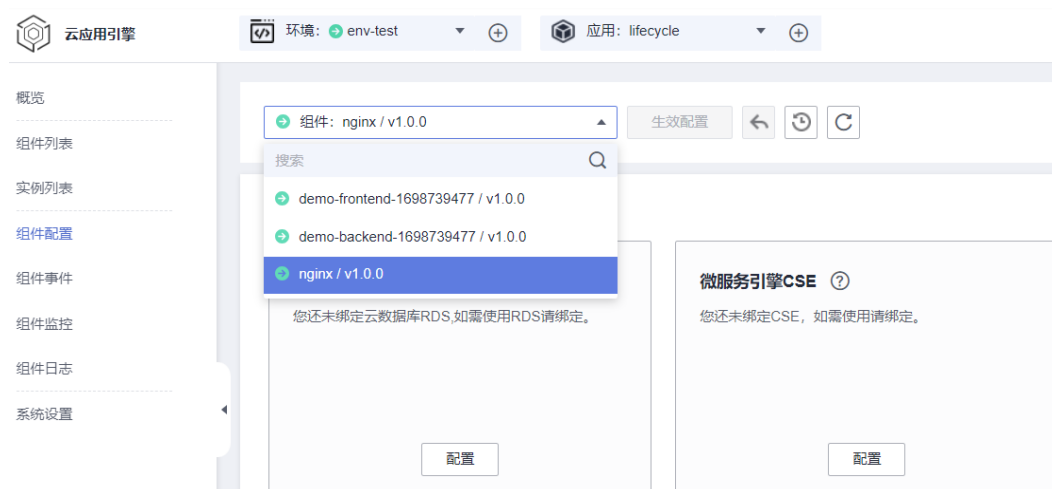 云应用引擎
环境： env-test
应用：lifecycle
概览
组件列表
实例列表
组件配置
组件事件
组件监控
组件日志
系统设置
组件：nginx / v1.0.0
生效配置
搜索
demo-frontend-1698739477 / v1.0.0
demo-backend-1698739477 / v1.0.0
nginx / v1.0.0
您还未绑定云数据库RDS,如需使用RDS请绑定。
配置
微服务引擎CSE
您还未绑定CSE，如需使用请绑定。
配置